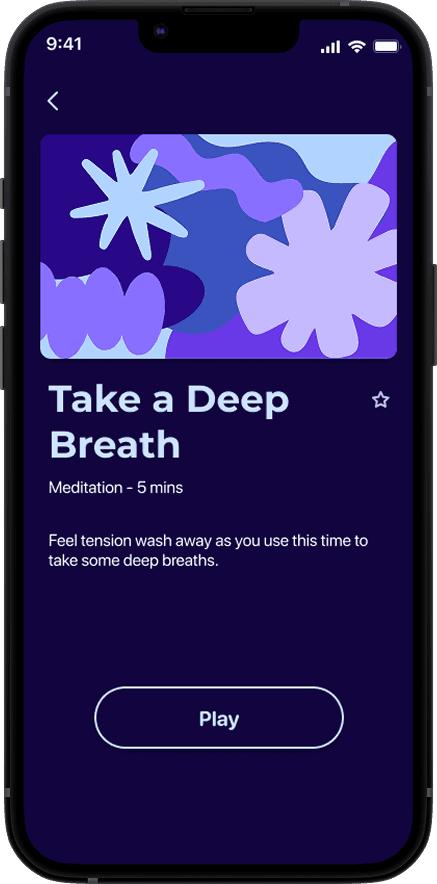 9:41
Take a Deep
Breath
Meditation - 5 mins
Feel tension wash away as you use this time to
take some deep breaths.
Play